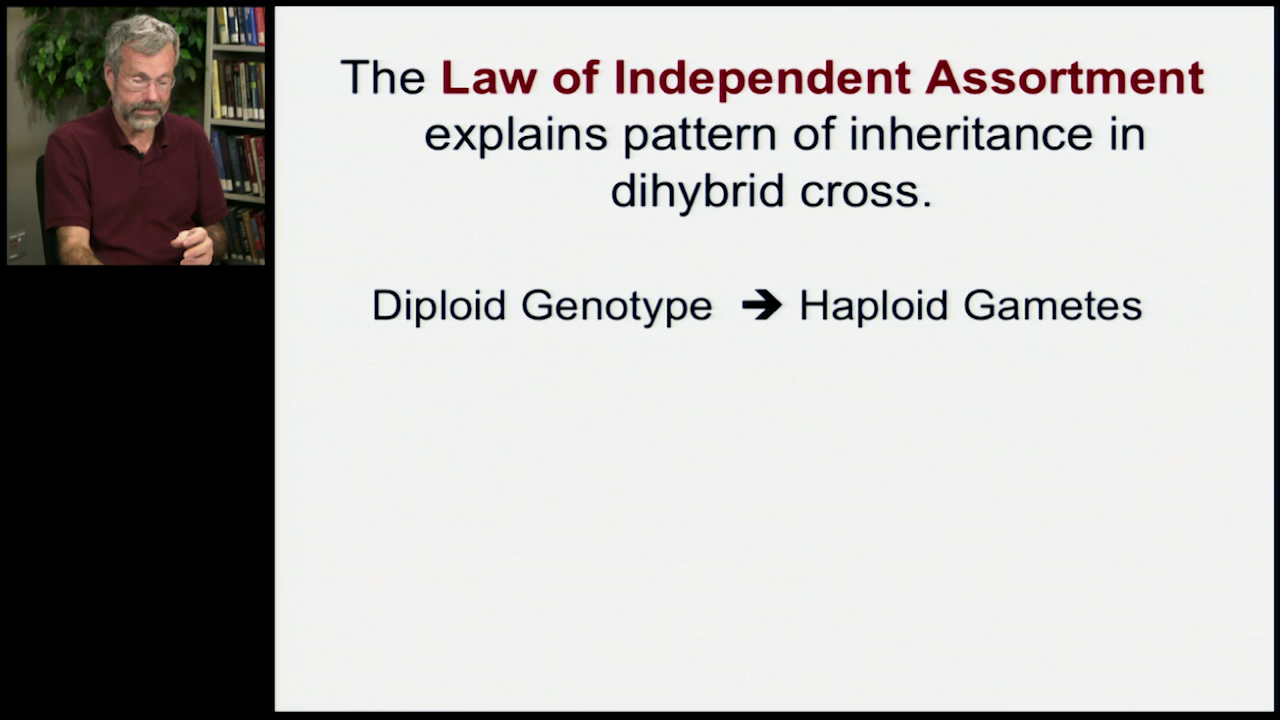 The Law of Independent Assortment
explains pattern of inheritance in
dihybrid cross.
Diploid Genotype ➔ Haploid Gametes